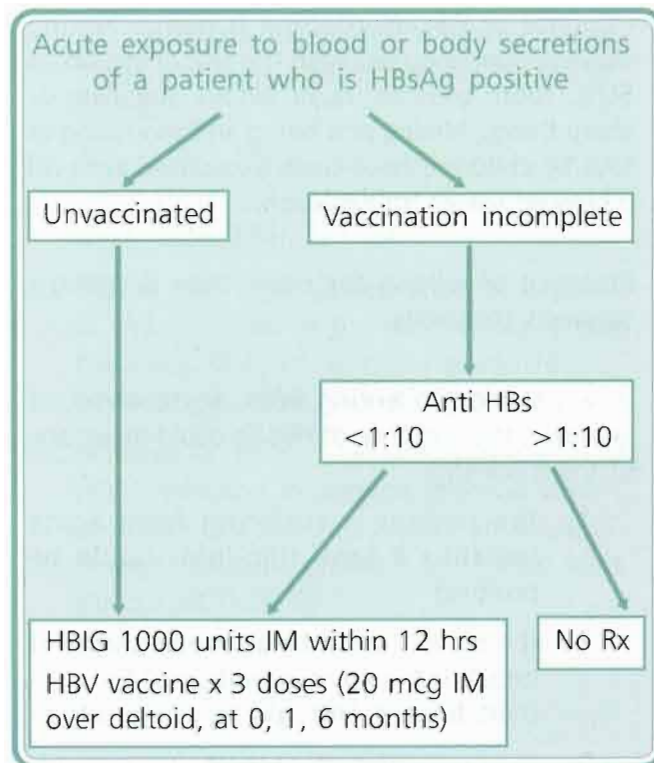 Acute exposure to blood or body secretions
of a patient who is HBsAg positive
Unvaccinated
Vaccination incomplete
Anti HBs
<1:10 >1:10
HBIG 1000 units IM within 12 hrs
HBV vaccine x 3 doses (20 mcg IM
over deltoid, at 0, 1, 6 months)
No Rx